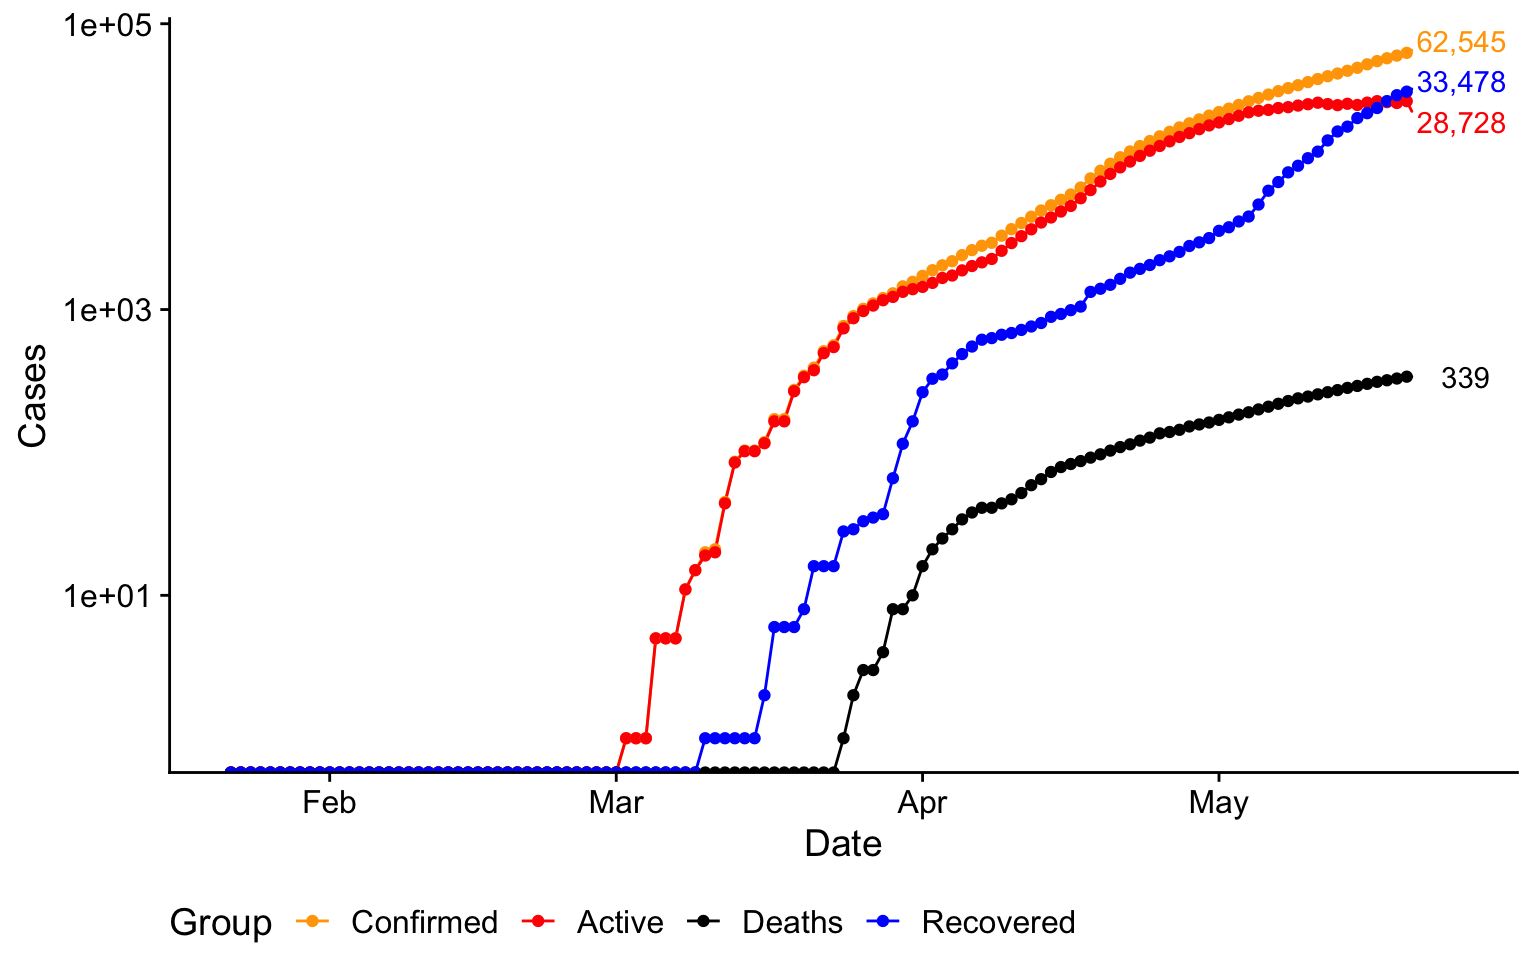 1e+05
62,545
33,478
28,728
1e+03
Cases
339
1e+01
Feb Mar Apr May
Date
Group Confirmed Active Deaths Recovered